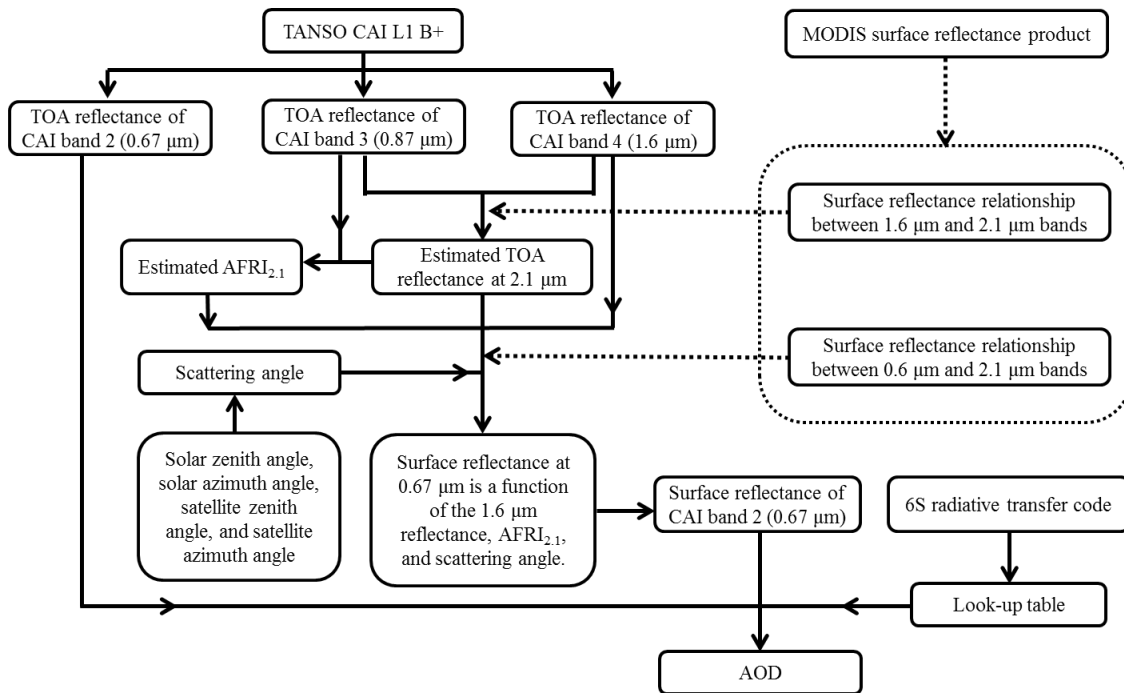 TANSO CAI L1 B+
MODIS surface reflectance product
TOA reflectance of
CAI band 2 (0.67 μm)
TOA reflectance of
CAI band 3 (0.87 μm)
TOA reflectance of
CAI band 4 (1.6 μm)
Surface reflectance relationship
between 1.6 μm and 2.1 μm bands
Estimated AFRI₂.₁
Estimated TOA
reflectance at 2.1 μm
Scattering angle
Surface reflectance relationship
between 0.6 μm and 2.1 μm bands
Solar zenith angle,
solar azimuth angle,
satellite zenith
angle, and satellite
azimuth angle
Surface reflectance at
0.67 μm is a function
of the 1.6 μm
reflectance, AFRI₂.₁,
and scattering angle.
Surface reflectance of
CAI band 2 (0.67 μm)
6S radiative transfer code
Look-up table
AOD